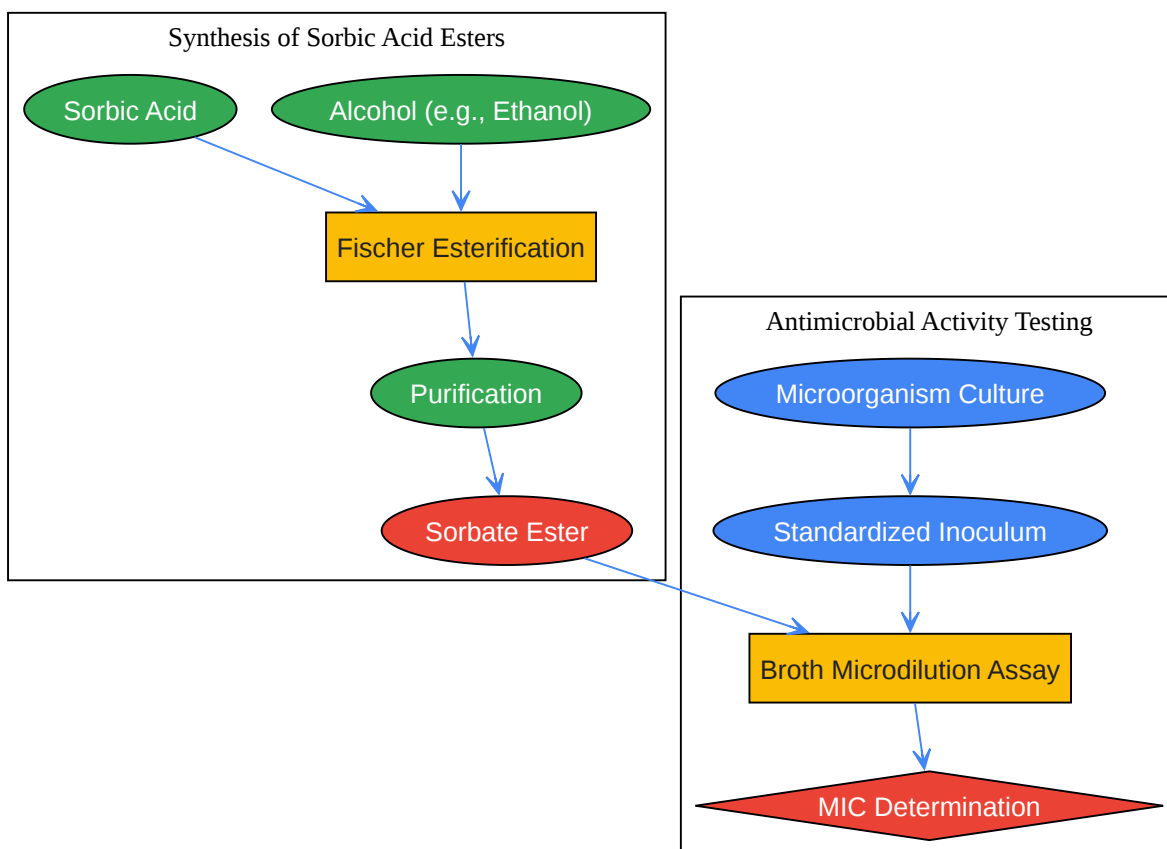 Synthesis of Sorbic Acid Esters
Sorbic Acid
Alcohol (e.g., Ethanol)
Fischer Esterification
Purification
Sorbate Ester
Antimicrobial Activity Testing
Microorganism Culture
Standardized Inoculum
Broth Microdilution Assay
MIC Determination